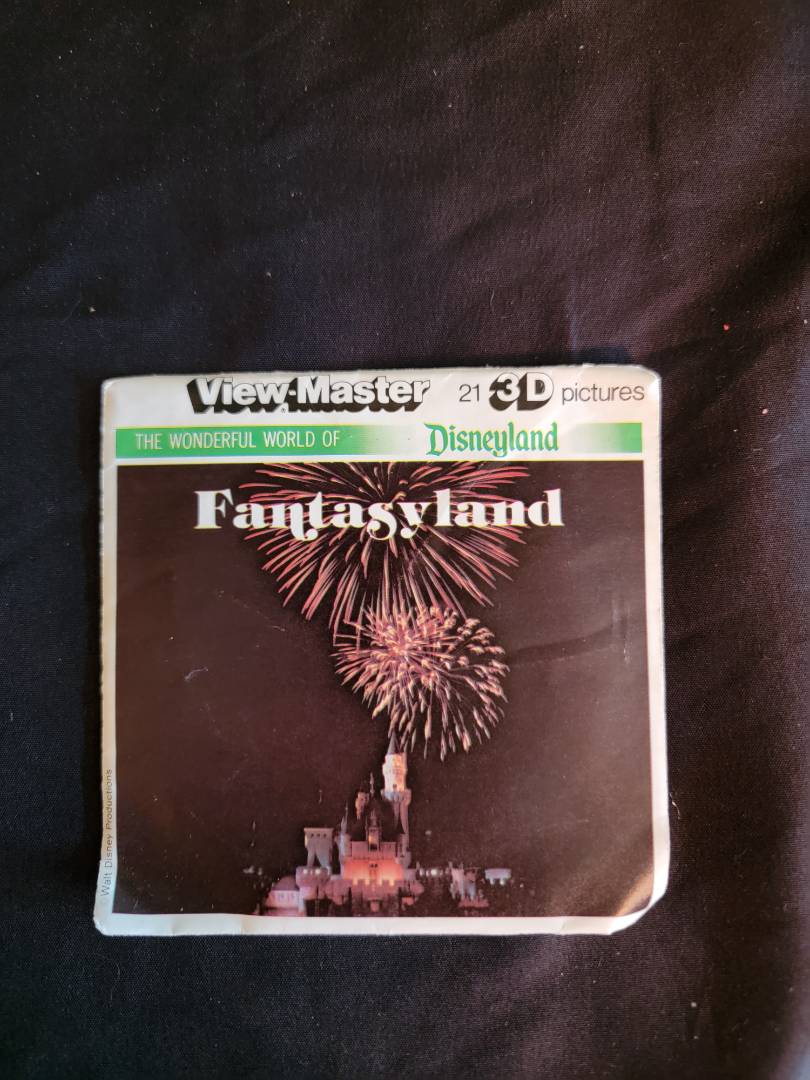 View-Master® 21 3D pictures
THE WONDERFUL WORLD OF Disneyland
Fantasyland
Walt Disney Productions